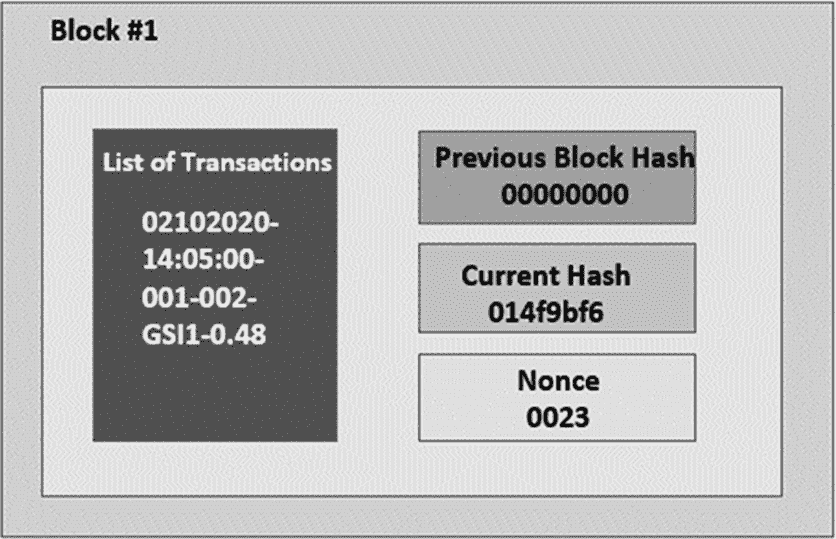 Block #1
List of Transactions
02102020-
14:05:00-
001-002-
GSI1-0.48
Previous Block Hash
00000000
Current Hash
014f9bf6
Nonce
0023